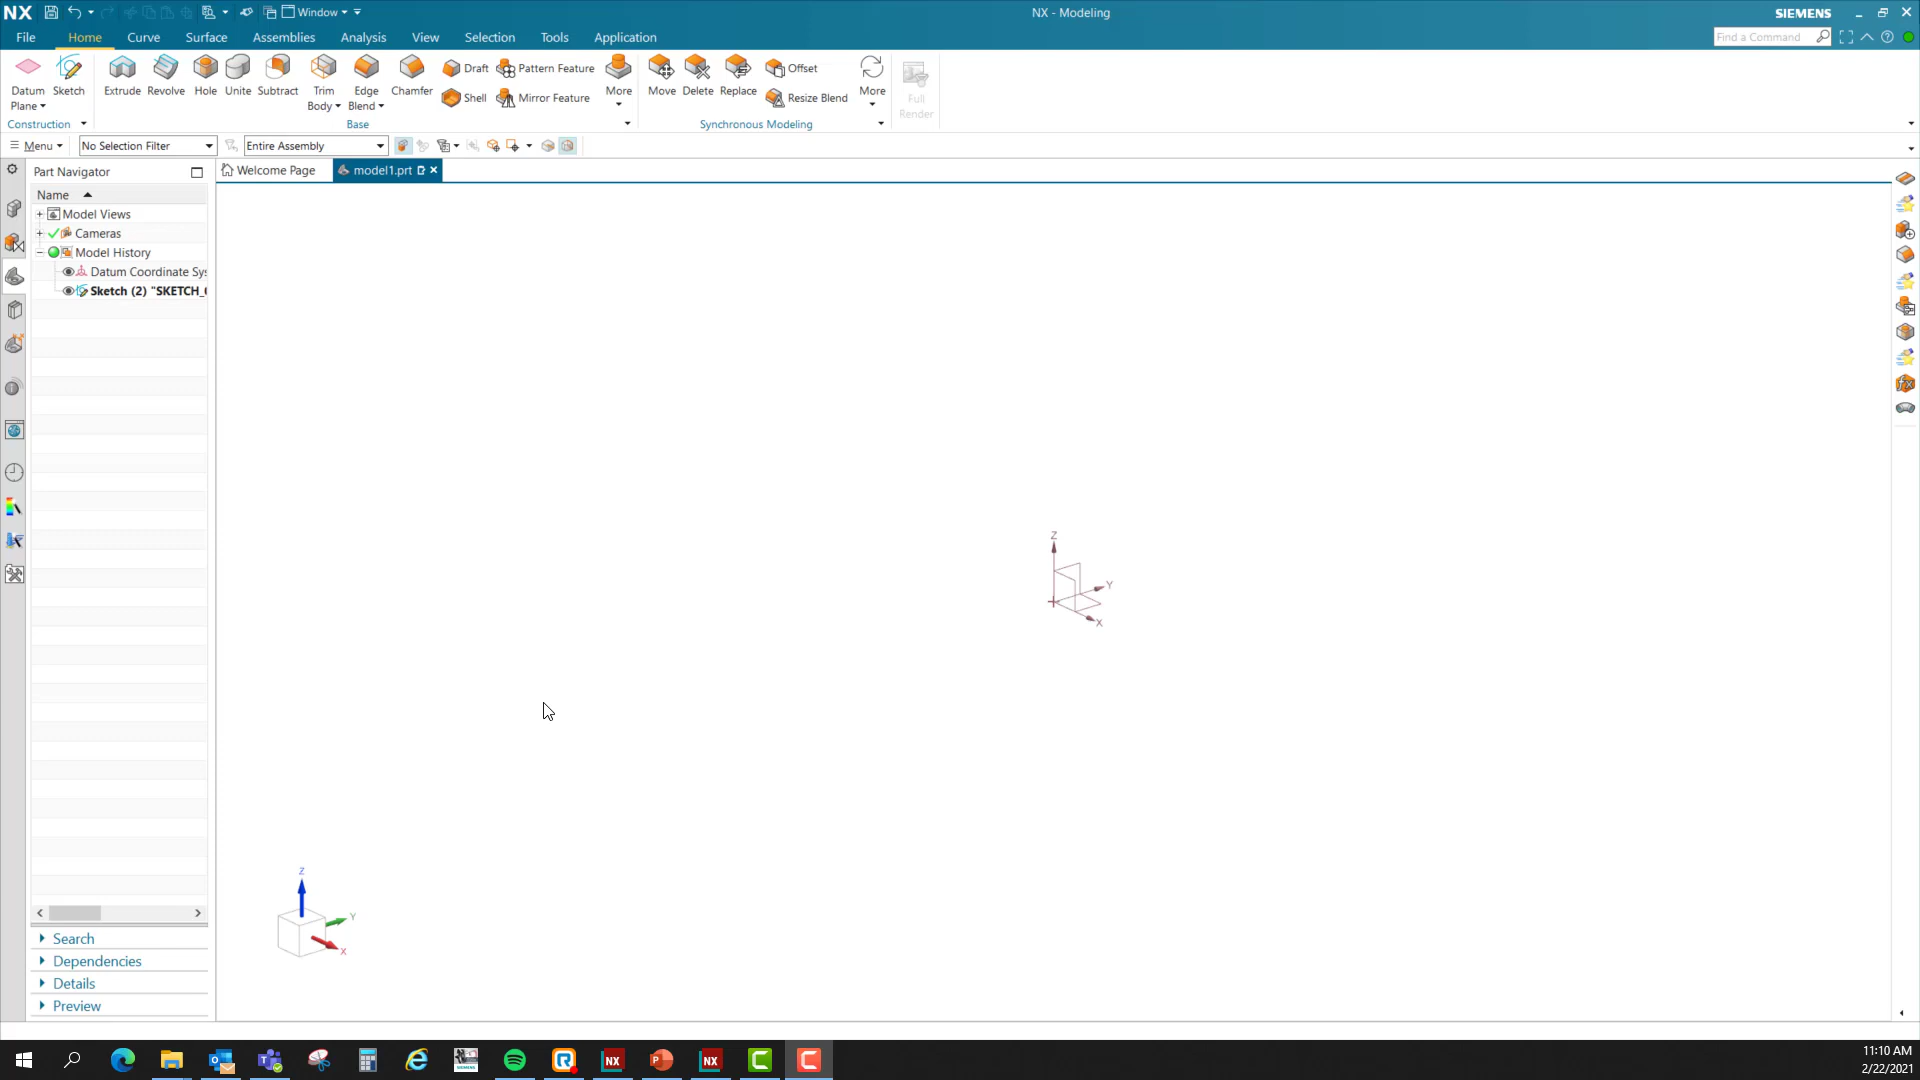 NX Window NX - Modeling SIEMENS
File Home Curve Surface Assemblies Analysis View Selection Tools Application Find a Command
Datum Plane Sketch Extrude Revolve Hole Unite Subtract Trim Body Edge Blend Chamfer Draft Pattern Feature More Move Delete Replace Offset More Full Render
Shell Mirror Feature Resize Blend
Construction Base Synchronous Modeling
Menu No Selection Filter Entire Assembly
Part Navigator Welcome Page model1.prt
Name
Model Views
Cameras
Model History
Datum Coordinate Sys
Sketch (2) "SKETCH_
Z
Y
X
Z
Y
X
Search
Dependencies
Details
Preview
NX P NX C C
11:10 AM
2/22/2021